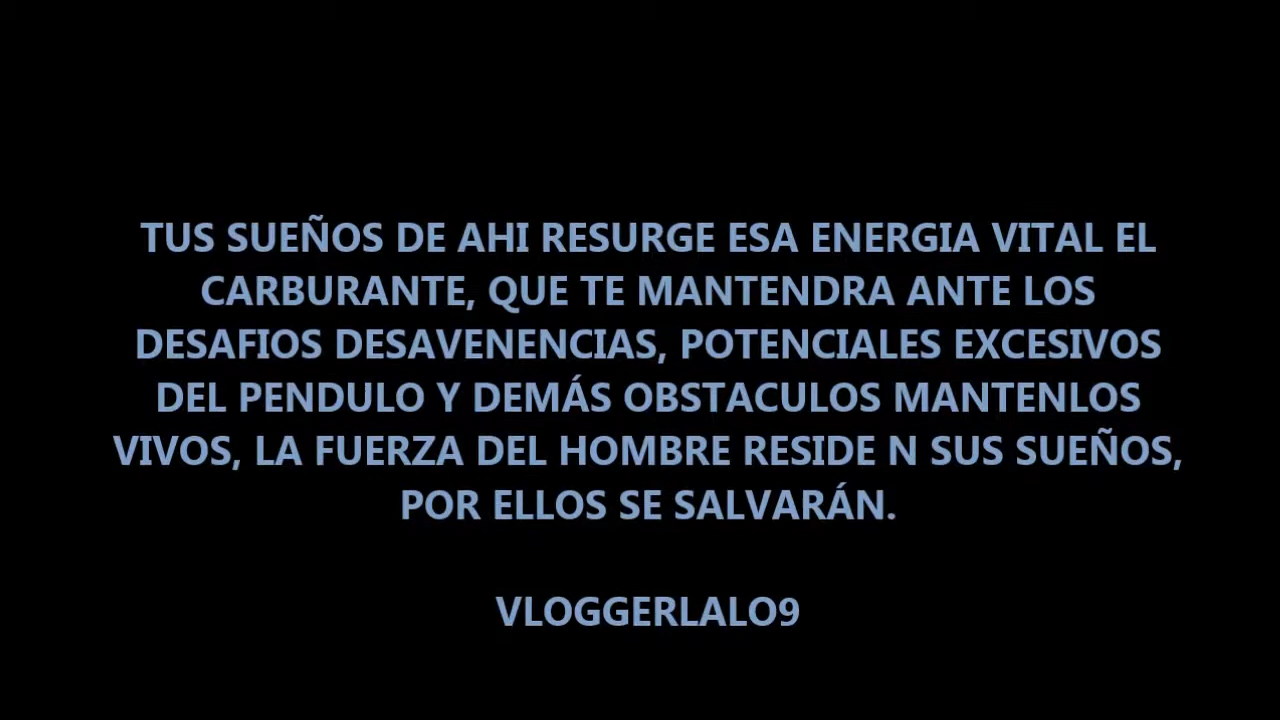 TUS SUEÑOS DE AHI RESURGE ESA ENERGIA VITAL EL
CARBURANTE, QUE TE MANTENDRA ANTE LOS
DESAFIOS DESAVENENCIAS, POTENCIALES EXCESIVOS
DEL PENDULO Y DEMÁS OBSTACULOS MANTENLOS
VIVOS, LA FUERZA DEL HOMBRE RESIDE N SUS SUEÑOS,
POR ELLOS SE SALVARÁN.
VLOGGERLALO9